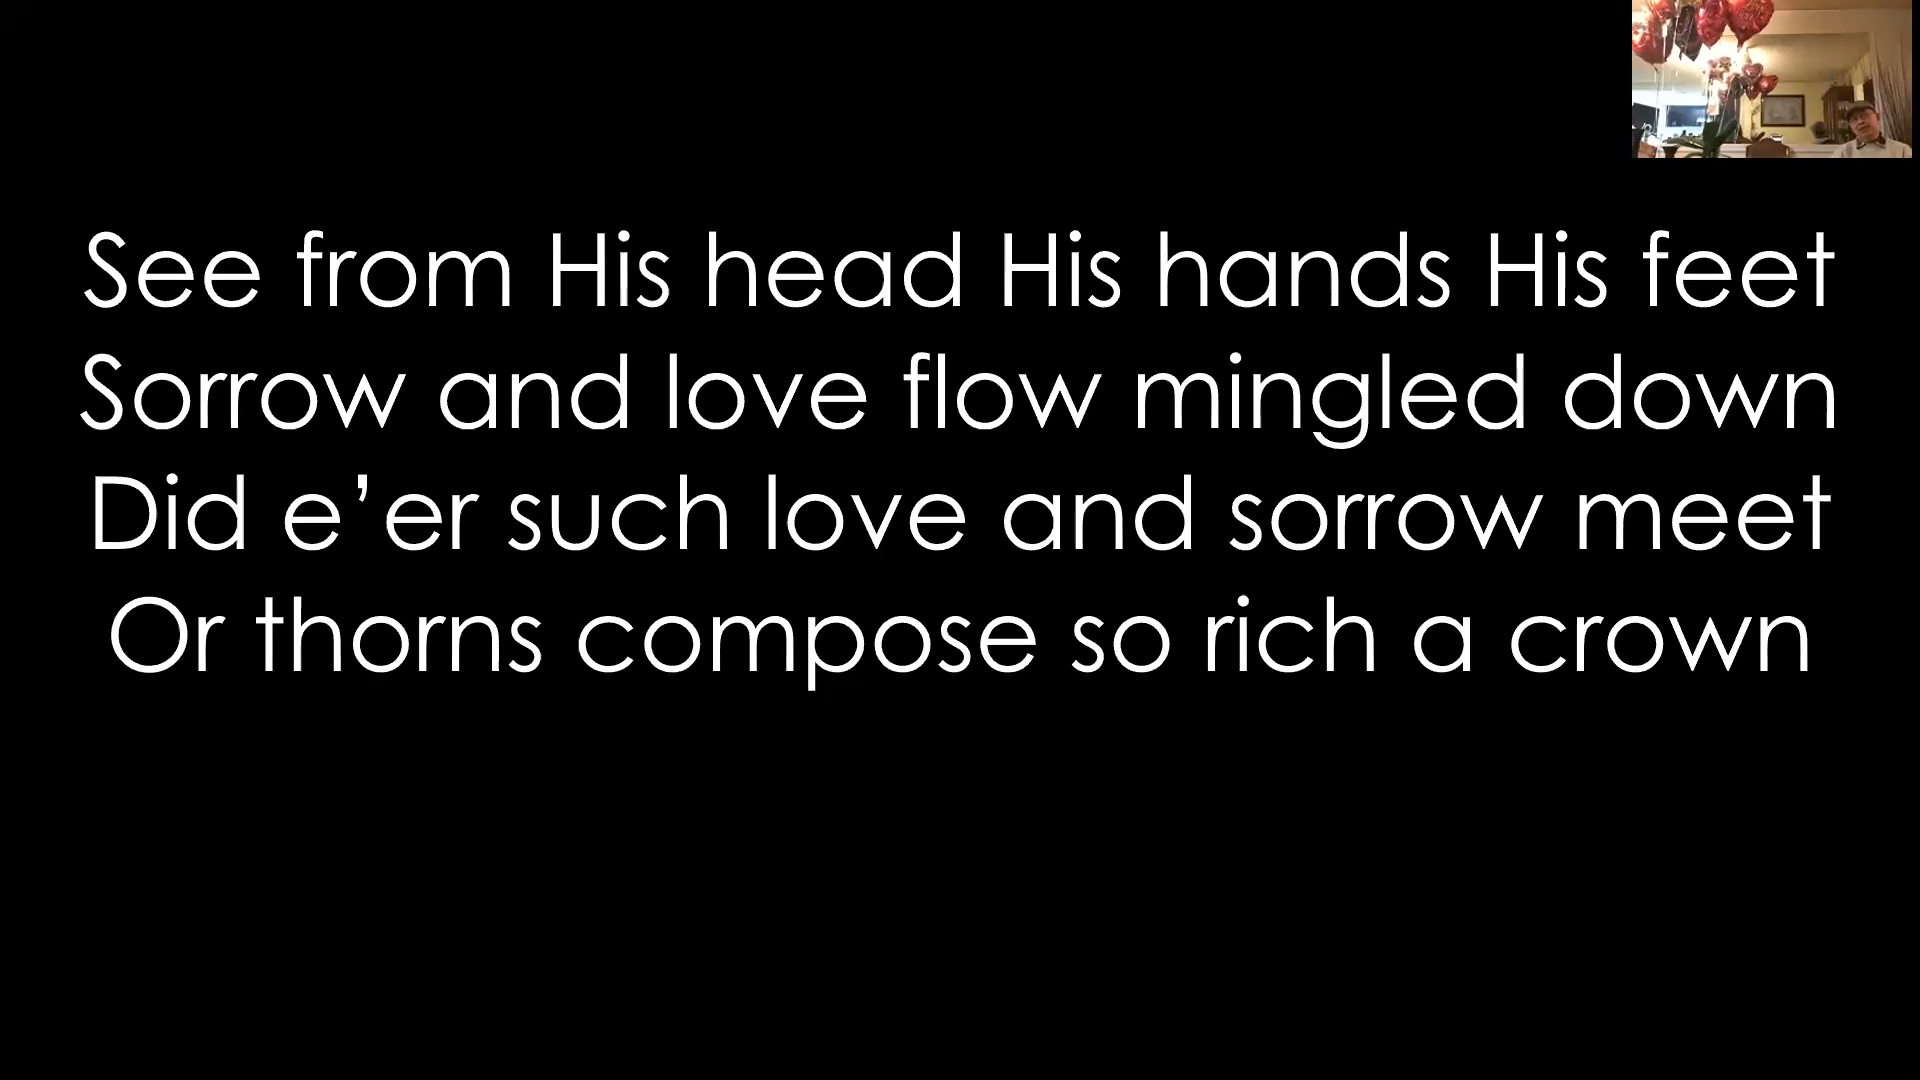 See from His head His hands His feet
Sorrow and love flow mingled down
Did e’er such love and sorrow meet
Or thorns compose so rich a crown